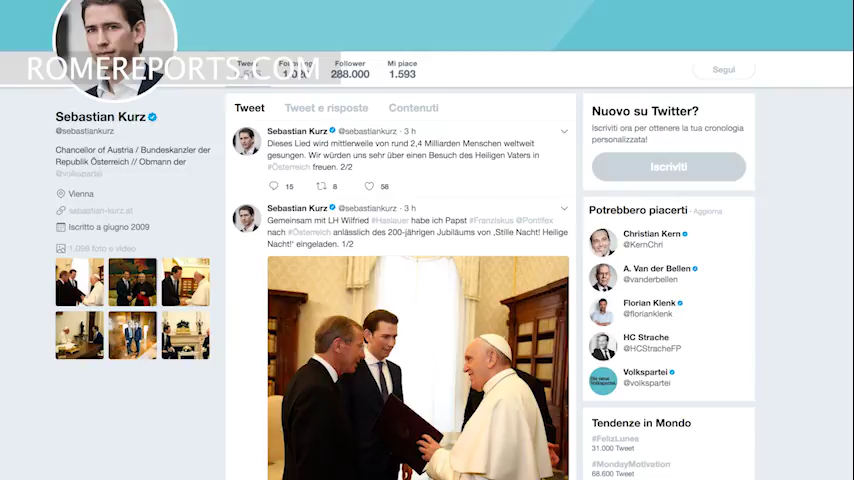 ROMEREPORTS.COM
Tweet
Following
Follower
Mi piace
288.000
1.593
Segui
Sebastian Kurz
@sebastiankurz
Chancellor of Austria / Bundeskanzler der
Republik Österreich // Obmann der
@volkspartei
Vienna
sebastian-kurz.at
Iscritto a giugno 2009
1.098 foto e video
Tweet Tweet e risposte Contenuti
Sebastian Kurz @sebastiankurz · 3 h
Dieses Lied wird mittlerweile von rund 2,4 Milliarden Menschen weltweit
gesungen. Wir würden uns sehr über einen Besuch des Heiligen Vaters in
#Österreich freuen. 2/2
15 8 58
Sebastian Kurz @sebastiankurz · 3 h
Gemeinsam mit LH Wilfried #Haslauer habe ich Papst #Franziskus @Pontifex
nach #Österreich anlässlich des 200-jährigen Jubiläums von ‚Stille Nacht! Heilige
Nacht!' eingeladen. 1/2
Nuovo su Twitter?
Iscriviti ora per ottenere la tua cronologia
personalizzata!
Iscriviti
Potrebbero piacerti · Aggiorna
Christian Kern
@KernChri
A. Van der Bellen
@vanderbellen
Florian Klenk
@florianklenk
HC Strache
@HCStracheFP
Volkspartei
@volkspartei
Tendenze in Mondo
#FelizLunes
31.000 Tweet
#MondayMotivation
68.600 Tweet